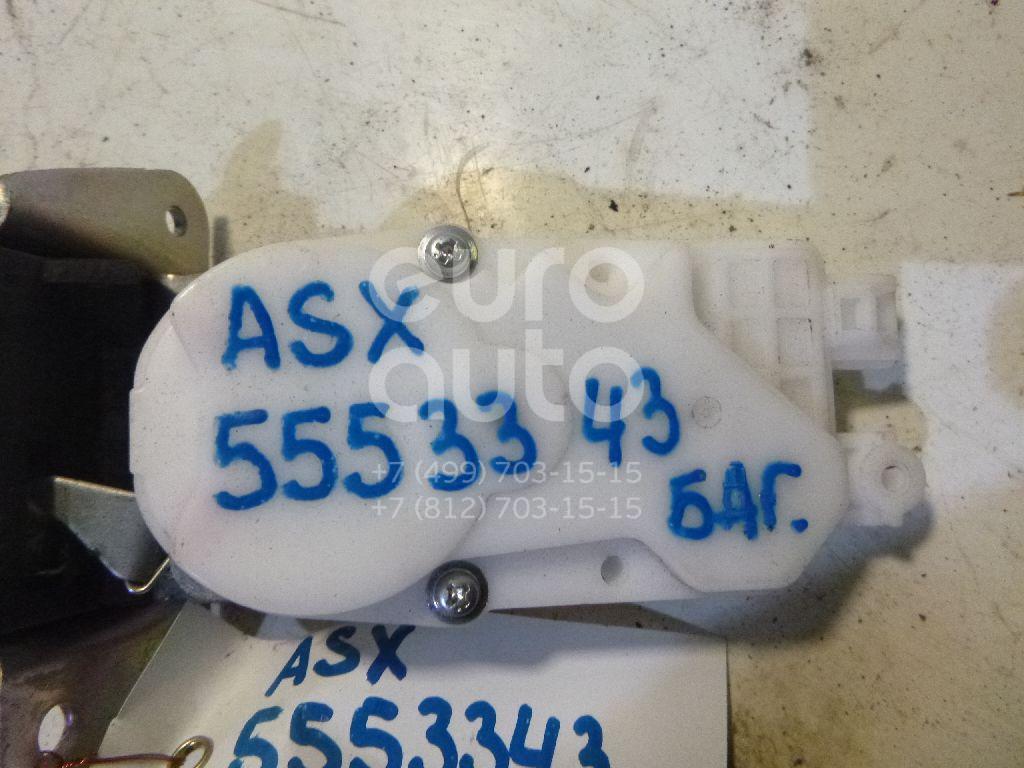 ASX
5553343
БАГ.
euro
auto
+7 (499) 703-15-15
+7 (812) 703-15-15
ASX
5553343